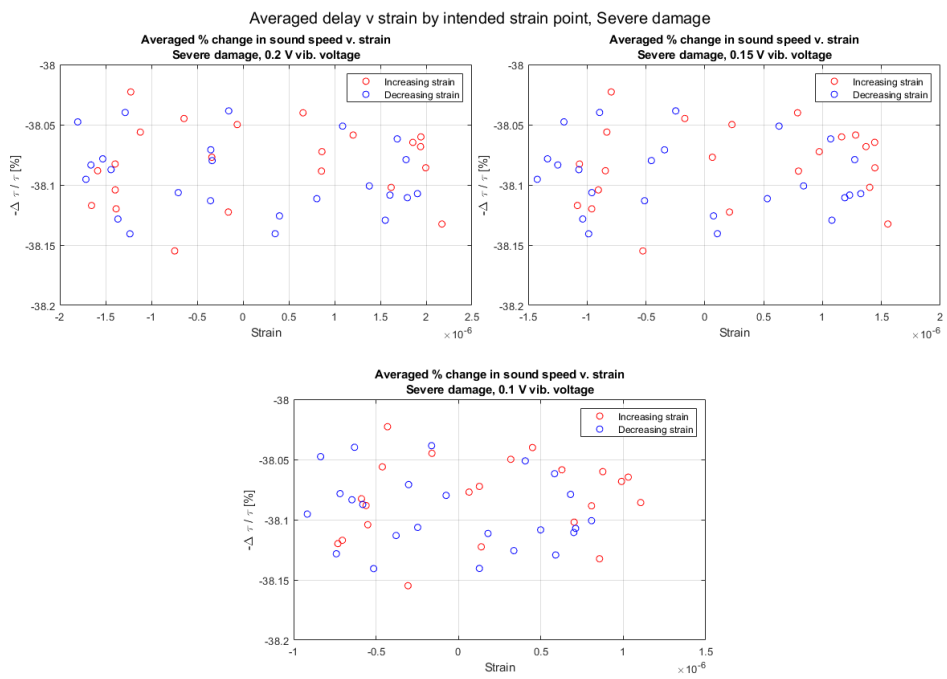 Averaged delay v strain by intended strain point, Severe damage
Averaged % change in sound speed v. strain
Severe damage, 0.2 V vib. voltage
-38
-38.05
-38.1
-38.15
-38.2
-Δ τ / τ [%]
Increasing strain
Decreasing strain
-2
-1.5
-1
-0.5
0
0.5
1
1.5
2
2.5
Strain
×10⁻⁶
Averaged % change in sound speed v. strain
Severe damage, 0.15 V vib. voltage
-38
-38.05
-38.1
-38.15
-38.2
-Δ τ / τ [%]
Increasing strain
Decreasing strain
-1.5
-1
-0.5
0
0.5
1
1.5
2
Strain
×10⁻⁶
Averaged % change in sound speed v. strain
Severe damage, 0.1 V vib. voltage
-38
-38.05
-38.1
-38.15
-38.2
-Δ τ / τ [%]
Increasing strain
Decreasing strain
-1
-0.5
0
0.5
1
1.5
Strain
×10⁻⁶